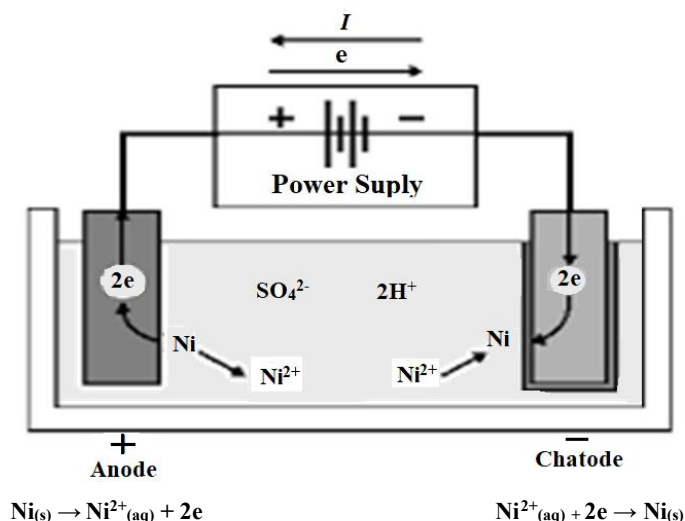 I
e
+ −
Power Suply
2e 2e
SO₄²⁻ 2H⁺
Ni Ni
Ni²⁺ Ni²⁺
+ −
Anode Chatode
Ni(s) → Ni²⁺(aq) + 2e Ni²⁺(aq) + 2e → Ni(s)